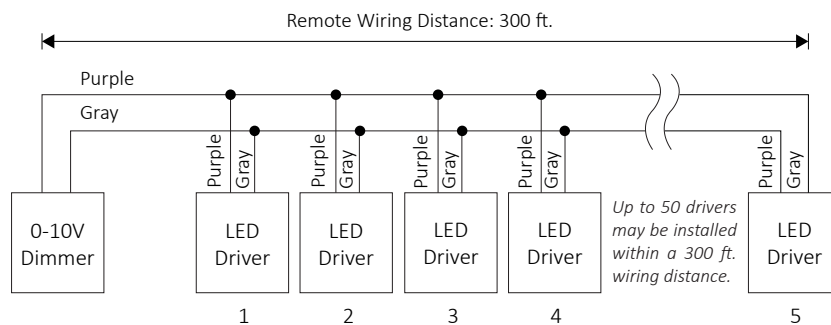 Remote Wiring Distance: 300 ft.
Purple
Gray
Purple
Gray
Purple
Gray
Purple
Gray
Purple
Gray
Purple
Gray
0-10V
Dimmer
LED
Driver
LED
Driver
LED
Driver
LED
Driver
Up to 50 drivers
may be installed
within a 300 ft.
wiring distance.
LED
Driver
1
2
3
4
5